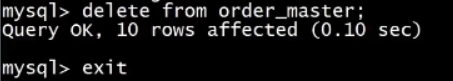 mysql> delete from order_master;
Query OK, 10 rows affected (0.10 sec)
mysql> exit